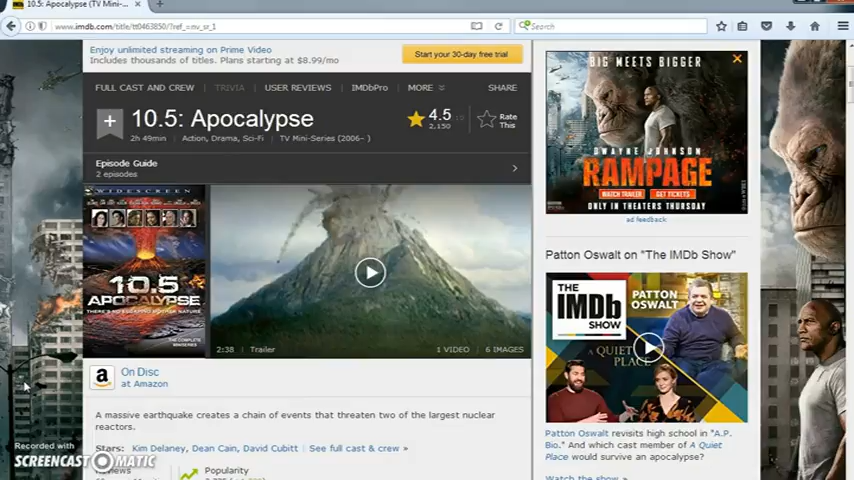 10.5: Apocalypse (TV Mini-...
www.imdb.com/title/tt0463850/?ref_=nv_sr_1
Search
Enjoy unlimited streaming on Prime Video
Includes thousands of titles. Plans starting at $8.99/mo
Start your 30-day free trial
FULL CAST AND CREW
TRIVIA
USER REVIEWS
IMDbPro
MORE
SHARE
10.5: Apocalypse
4.5
2,150
Rate This
2h 49min
Action, Drama, Sci-Fi
TV Mini-Series (2006– )
Episode Guide
2 episodes
WIDESCREEN
10.5
APOCALYPSE
2:38
Trailer
1 VIDEO
6 IMAGES
On Disc
at Amazon
A massive earthquake creates a chain of events that threaten two of the largest nuclear
reactors.
Stars: Kim Delaney, Dean Cain, David Cubitt | See full cast & crew »
Reviews
Popularity
BIG MEETS BIGGER
DWAYNE JOHNSON
RAMPAGE
WATCH TRAILER
GET TICKETS
ONLY IN THEATERS THURSDAY
ad feedback
Patton Oswalt on "The IMDb Show"
THE
IMDb
SHOW
PATTON
OSWALT
A QUIET
PLACE
Patton Oswalt revisits high school in "A.P.
Bio." And which cast member of A Quiet
Place would survive an apocalypse?
Watch the show
Recorded with
SCREENCAST-O-MATIC